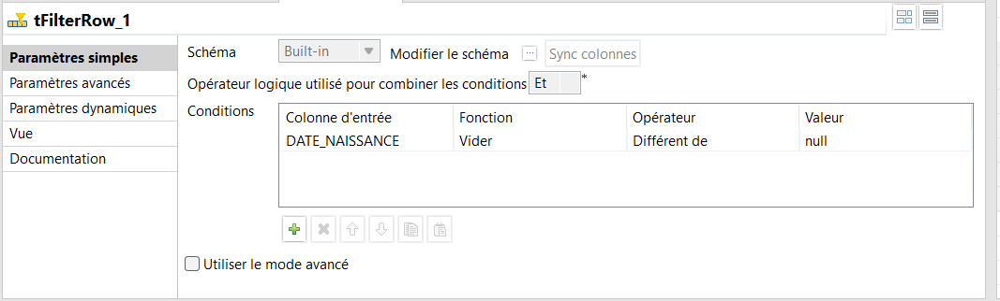 tFilterRow_1
Paramètres simples
Paramètres avancés
Paramètres dynamiques
Vue
Documentation
Schéma Built-in Modifier le schéma ... Sync colonnes
Opérateur logique utilisé pour combiner les conditions Et *
Conditions
Colonne d'entrée Fonction Opérateur Valeur
DATE_NAISSANCE Vider Différent de null
Utiliser le mode avancé